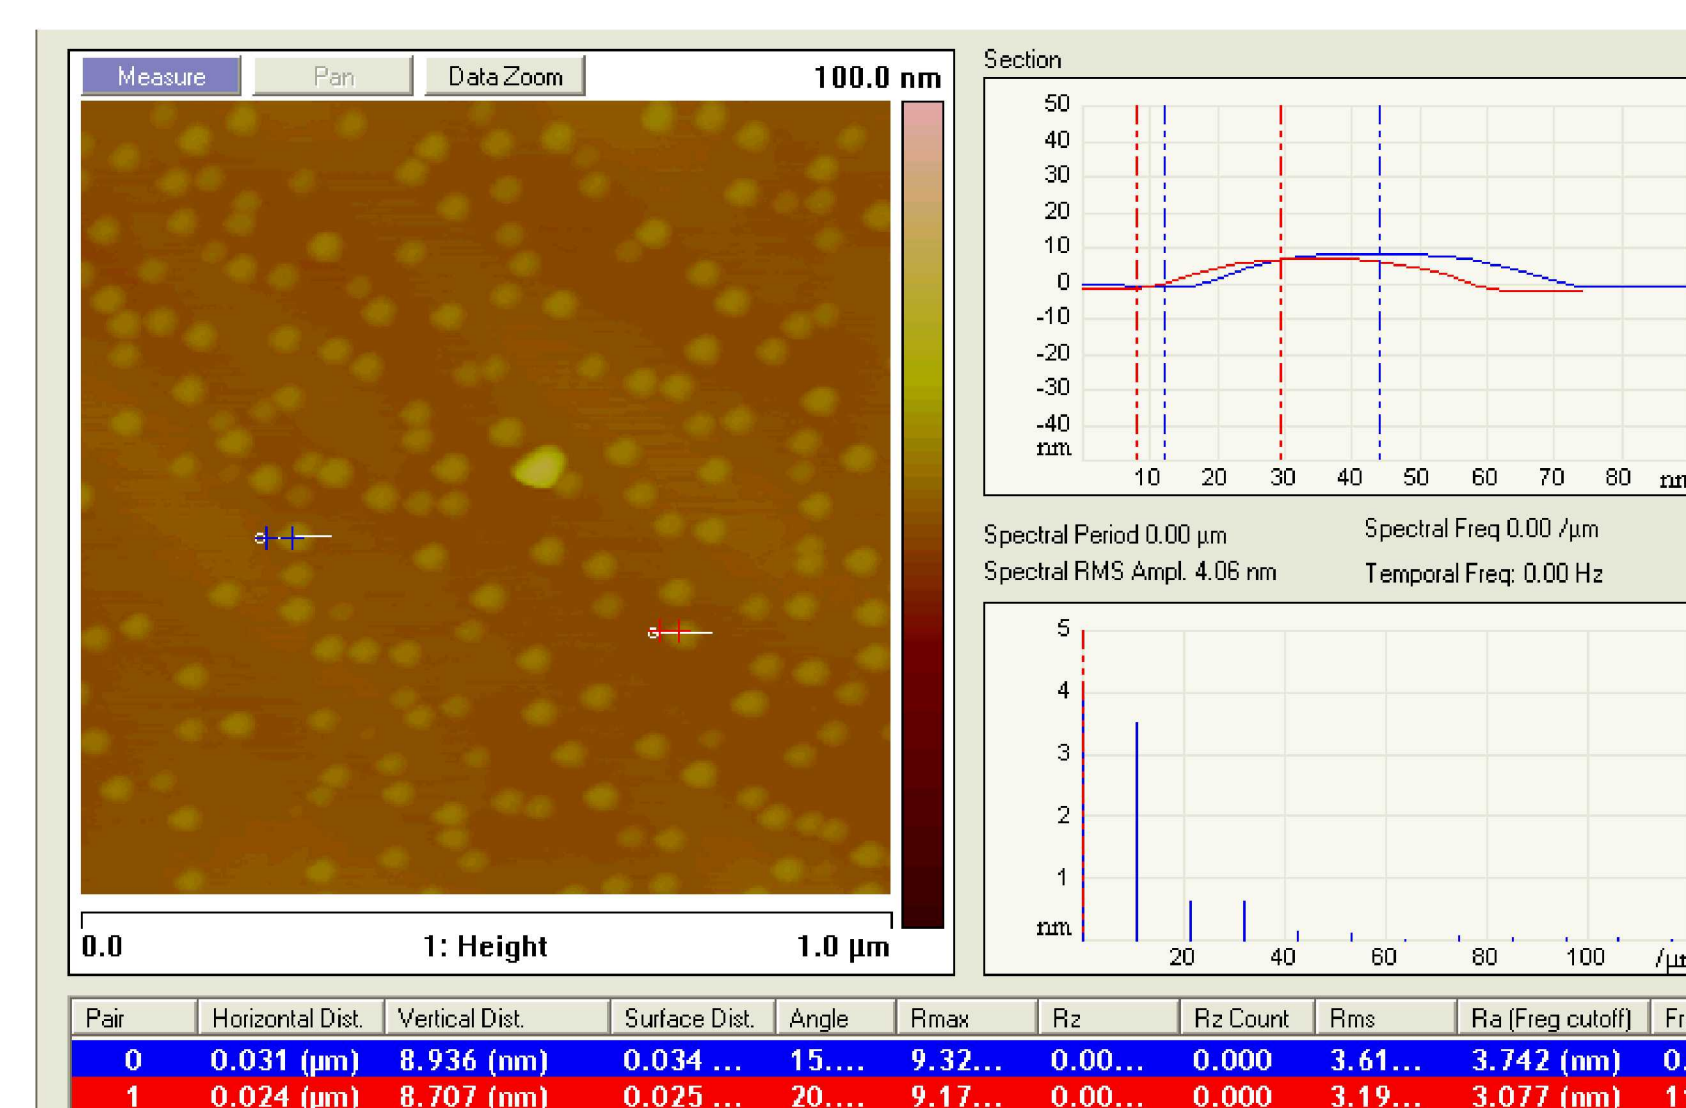 Measure Pan Data Zoom 100.0 nm
0.0 1: Height 1.0 µm
Section
50
40
30
20
10
0
-10
-20
-30
-40
nm
10 20 30 40 50 60 70 80 nm
Spectral Period 0.00 µm Spectral Freq 0.00 /µm
Spectral RMS Ampl. 4.06 nm Temporal Freq: 0.00 Hz
5
4
3
2
1
nm
20 40 60 80 100
Pair Horizontal Dist. Vertical Dist. Surface Dist. Angle Rmax Rz Rz Count Rms Ra (Freg cutoff) Fr
0 0.031 (µm) 8.936 (nm) 0.034 ... 15.... 9.32... 0.00... 0.000 3.61... 3.742 (nm) 0.
1 0.024 (µm) 8.707 (nm) 0.025 ... 20.... 9.17... 0.00... 0.000 3.19... 3.077 (nm)